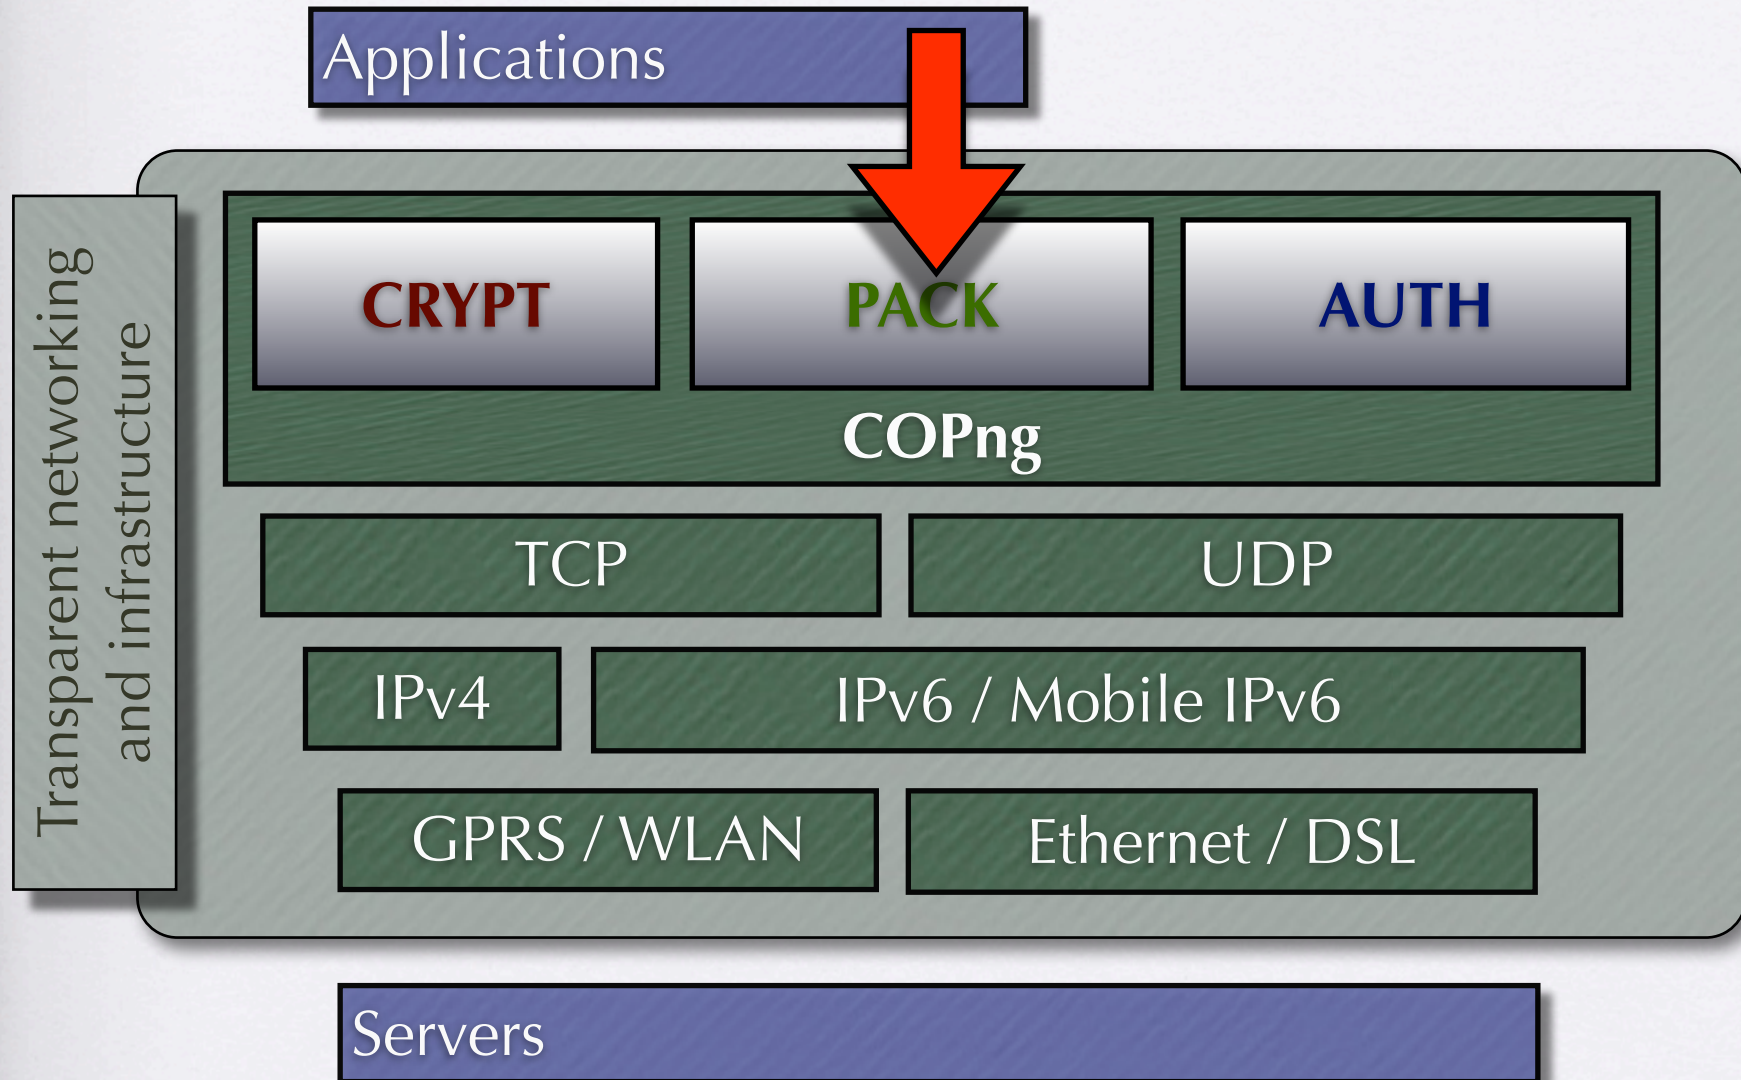 Applications
Transparent networking
and infrastructure
CRYPT
PACK
AUTH
COPng
TCP
UDP
IPv4
IPv6 / Mobile IPv6
GPRS / WLAN
Ethernet / DSL
Servers